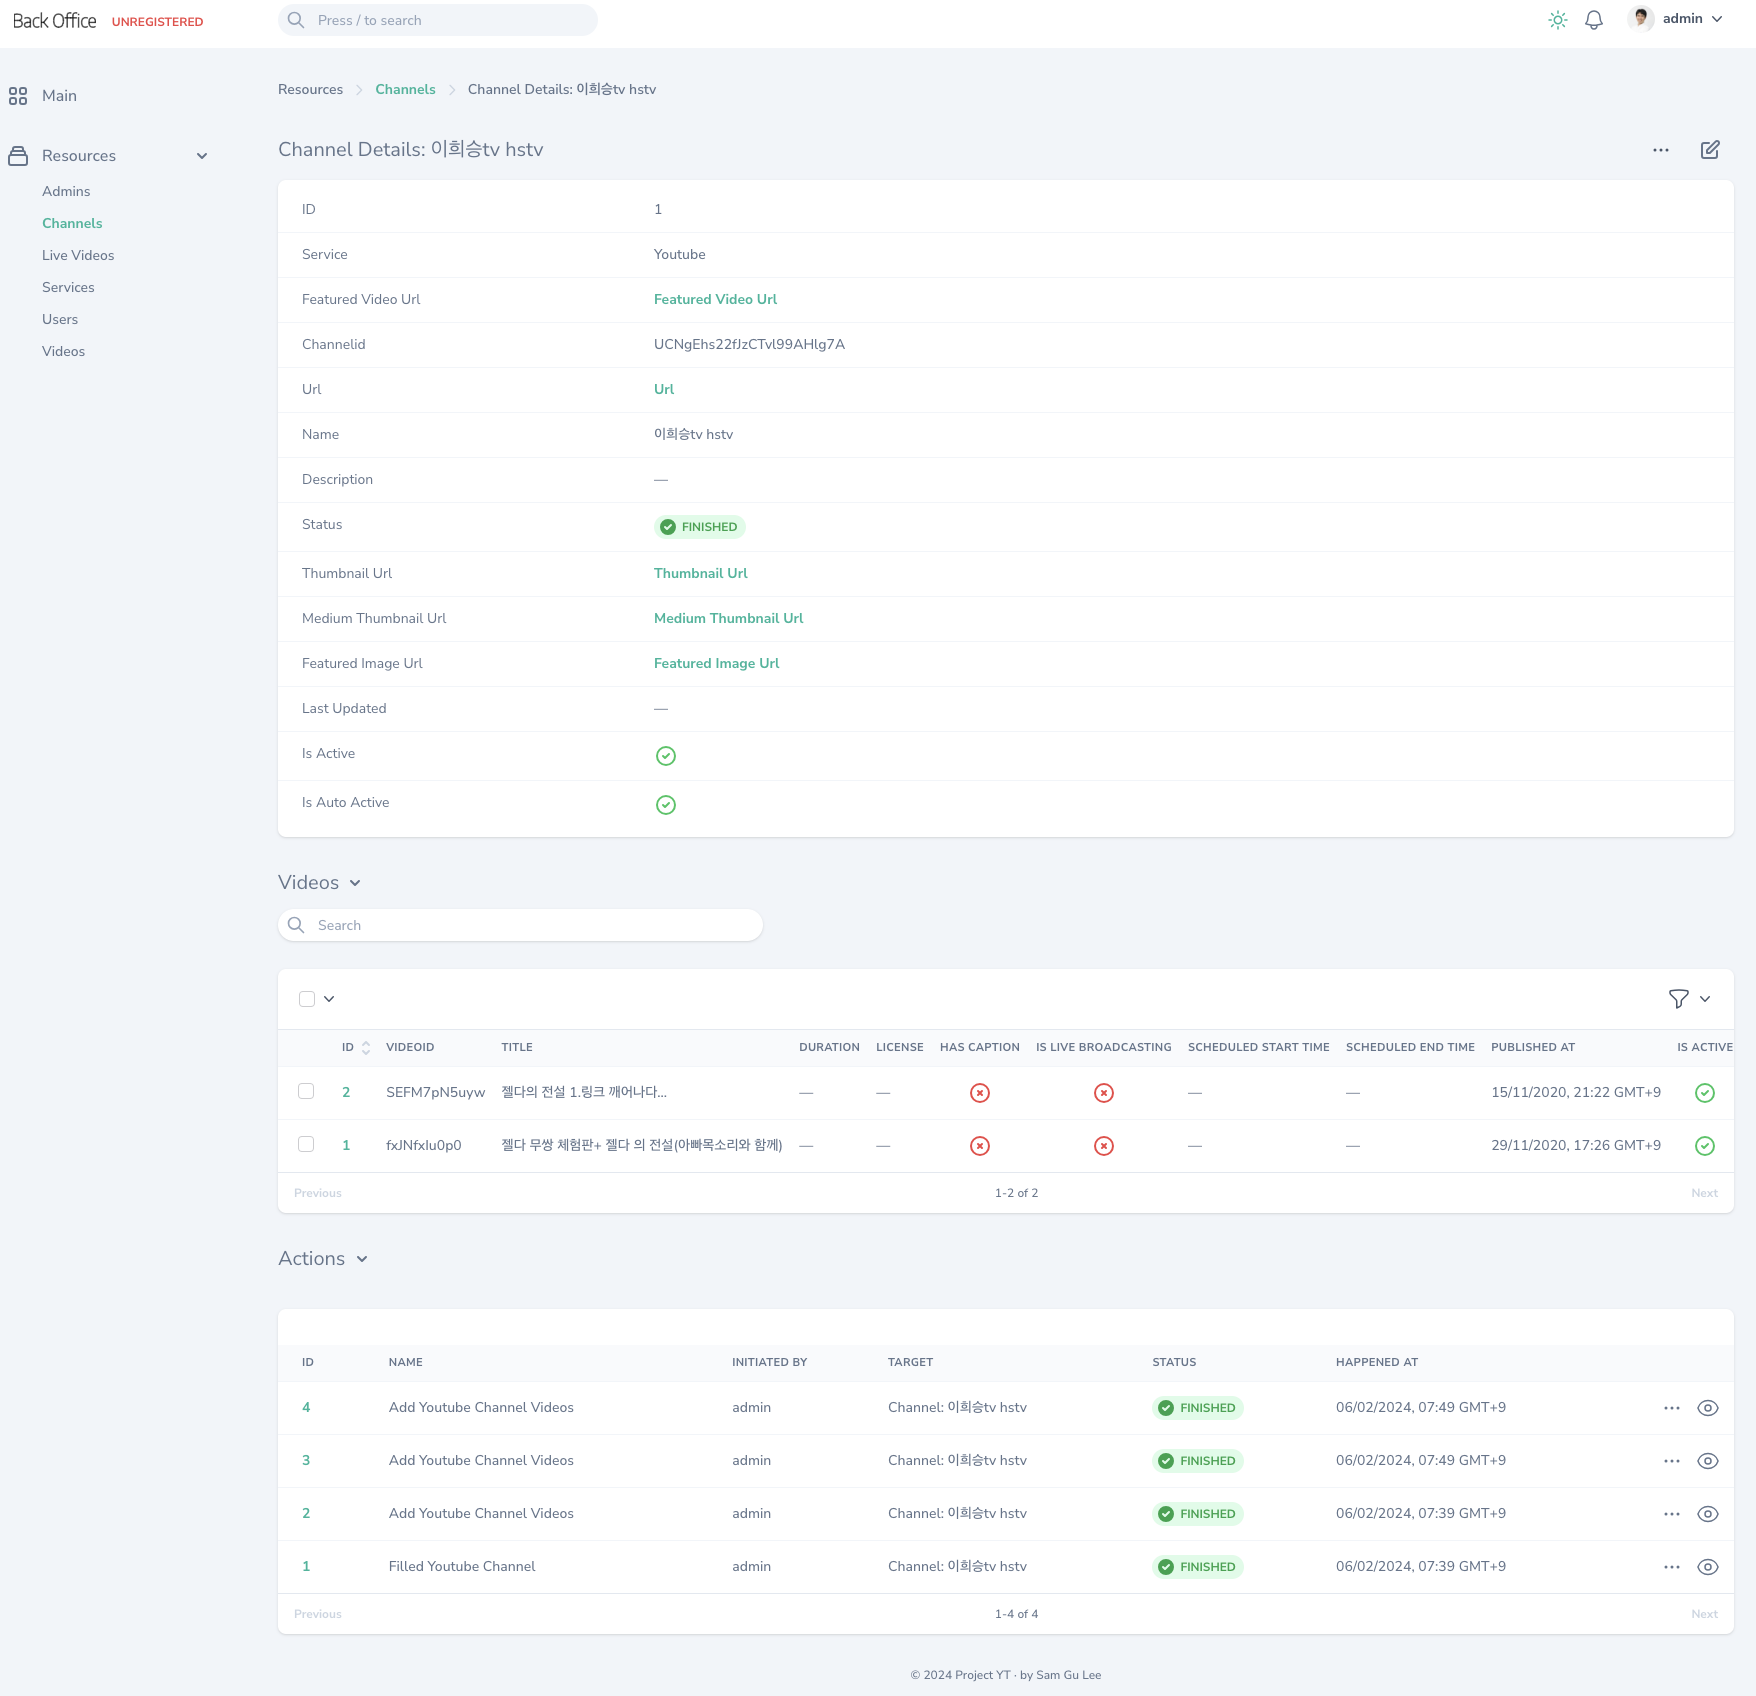 Back Office UNREGISTERED Press / to search admin
Main
Resources
Admins
Channels
Live Videos
Services
Users
Videos
Resources > Channels > Channel Details: 이희승tv hstv
Channel Details: 이희승tv hstv
ID 1
Service Youtube
Featured Video Url Featured Video Url
Channelid UCNgEhs22fJzCTvl99AHlg7A
Url Url
Name 이희승tv hstv
Description —
Status FINISHED
Thumbnail Url Thumbnail Url
Medium Thumbnail Url Medium Thumbnail Url
Featured Image Url Featured Image Url
Last Updated —
Is Active
Is Auto Active
Videos
Search
ID VIDEOID TITLE DURATION LICENSE HAS CAPTION IS LIVE BROADCASTING SCHEDULED START TIME SCHEDULED END TIME PUBLISHED AT IS ACTIVE
2 SEFM7pN5uyw 젤다의 전설 1.링크 깨어나다... — — — — 15/11/2020, 21:22 GMT+9
1 fxJNfxIu0p0 젤다 무쌍 체험판+ 젤다 의 전설(아빠목소리와 함께) — — — — 29/11/2020, 17:26 GMT+9
Previous 1-2 of 2 Next
Actions
ID NAME INITIATED BY TARGET STATUS HAPPENED AT
4 Add Youtube Channel Videos admin Channel: 이희승tv hstv FINISHED 06/02/2024, 07:49 GMT+9
3 Add Youtube Channel Videos admin Channel: 이희승tv hstv FINISHED 06/02/2024, 07:49 GMT+9
2 Add Youtube Channel Videos admin Channel: 이희승tv hstv FINISHED 06/02/2024, 07:39 GMT+9
1 Filled Youtube Channel admin Channel: 이희승tv hstv FINISHED 06/02/2024, 07:39 GMT+9
Previous 1-4 of 4 Next
© 2024 Project YT · by Sam Gu Lee